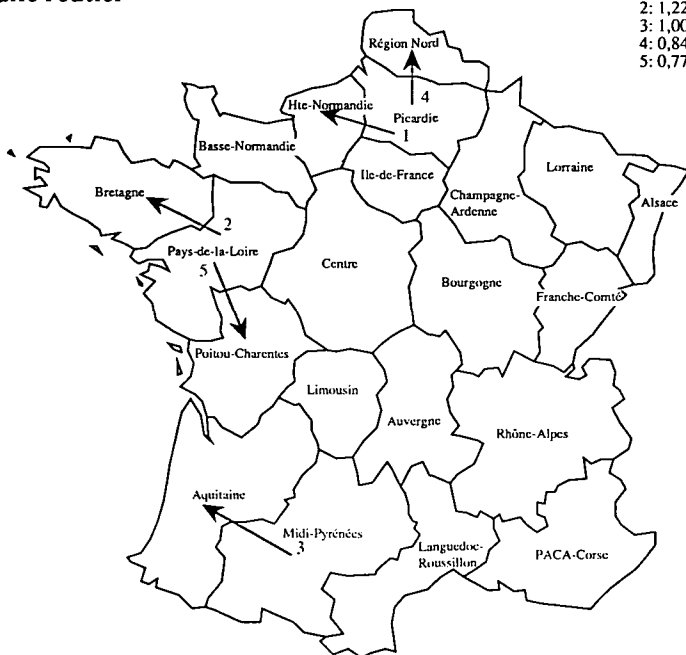 2: 1,22
3: 1,00
4: 0,84
5: 0,77
Région Nord
Hte-Normandie
4
Picardie
1
Basse-Normandie
Ile-de-France
Lorraine
Champagne-
Ardenne
Alsace
Bretagne
2
Pays-de-la-Loire
5
Centre
Bourgogne
Franche-Comté
Poitou-Charentes
Limousin
Auvergne
Rhône-Alpes
Aquitaine
Midi-Pyrénées
3
Languedoc-
Roussillon
PACA-Corse